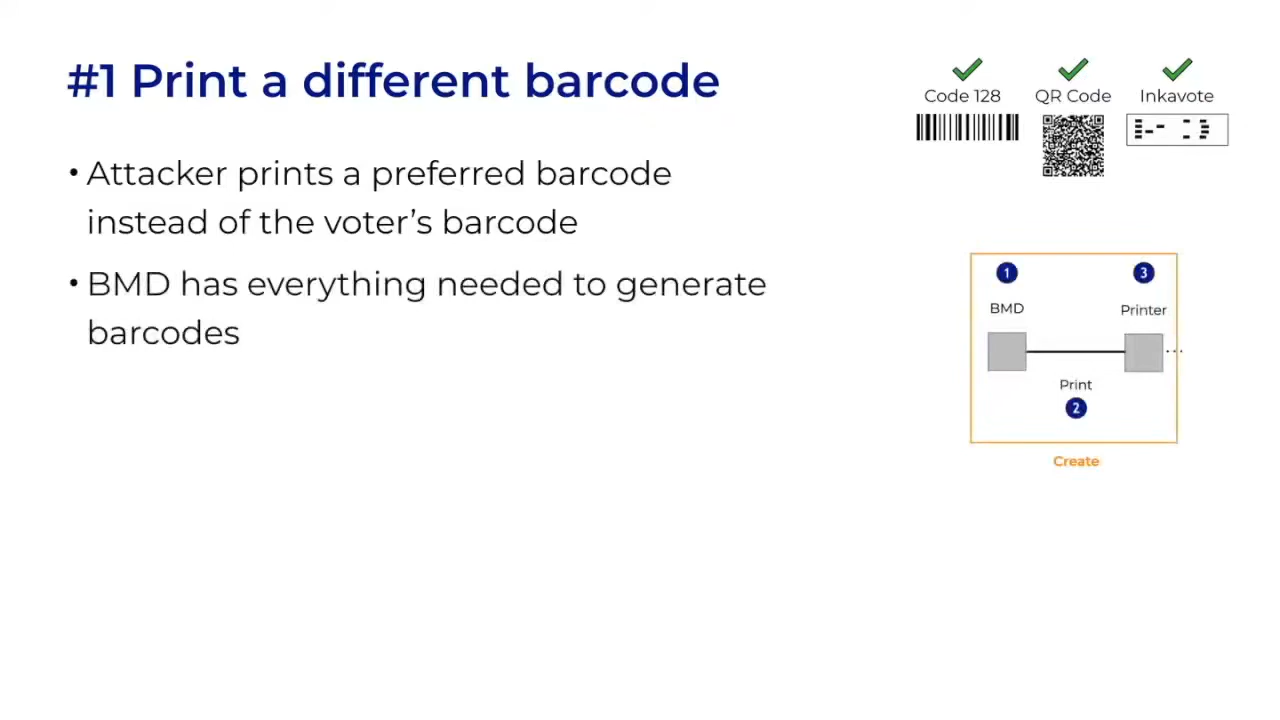 #1 Print a different barcode
• Attacker prints a preferred barcode
instead of the voter's barcode
• BMD has everything needed to generate
barcodes
Code 128
QR Code
Inkavote
1
3
BMD
Printer
...
Print
2
Create